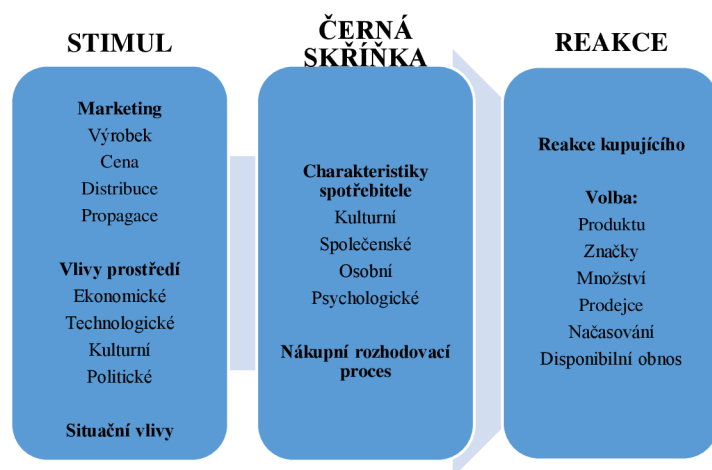 STIMUL
Marketing
Výrobek
Cena
Distribuce
Propagace
Vlivy prostředí
Ekonomické
Technologické
Kulturní
Politické
Situační vlivy
ČERNÁ
SKŘÍŇKA
Charakteristiky
spotřebitele
Kulturní
Společenské
Osobní
Psychologické
Nákupní rozhodovací
proces
REAKCE
Reakce kupujícího
Volba:
Produktu
Značky
Množství
Prodejce
Načasování
Disponibilní obnos